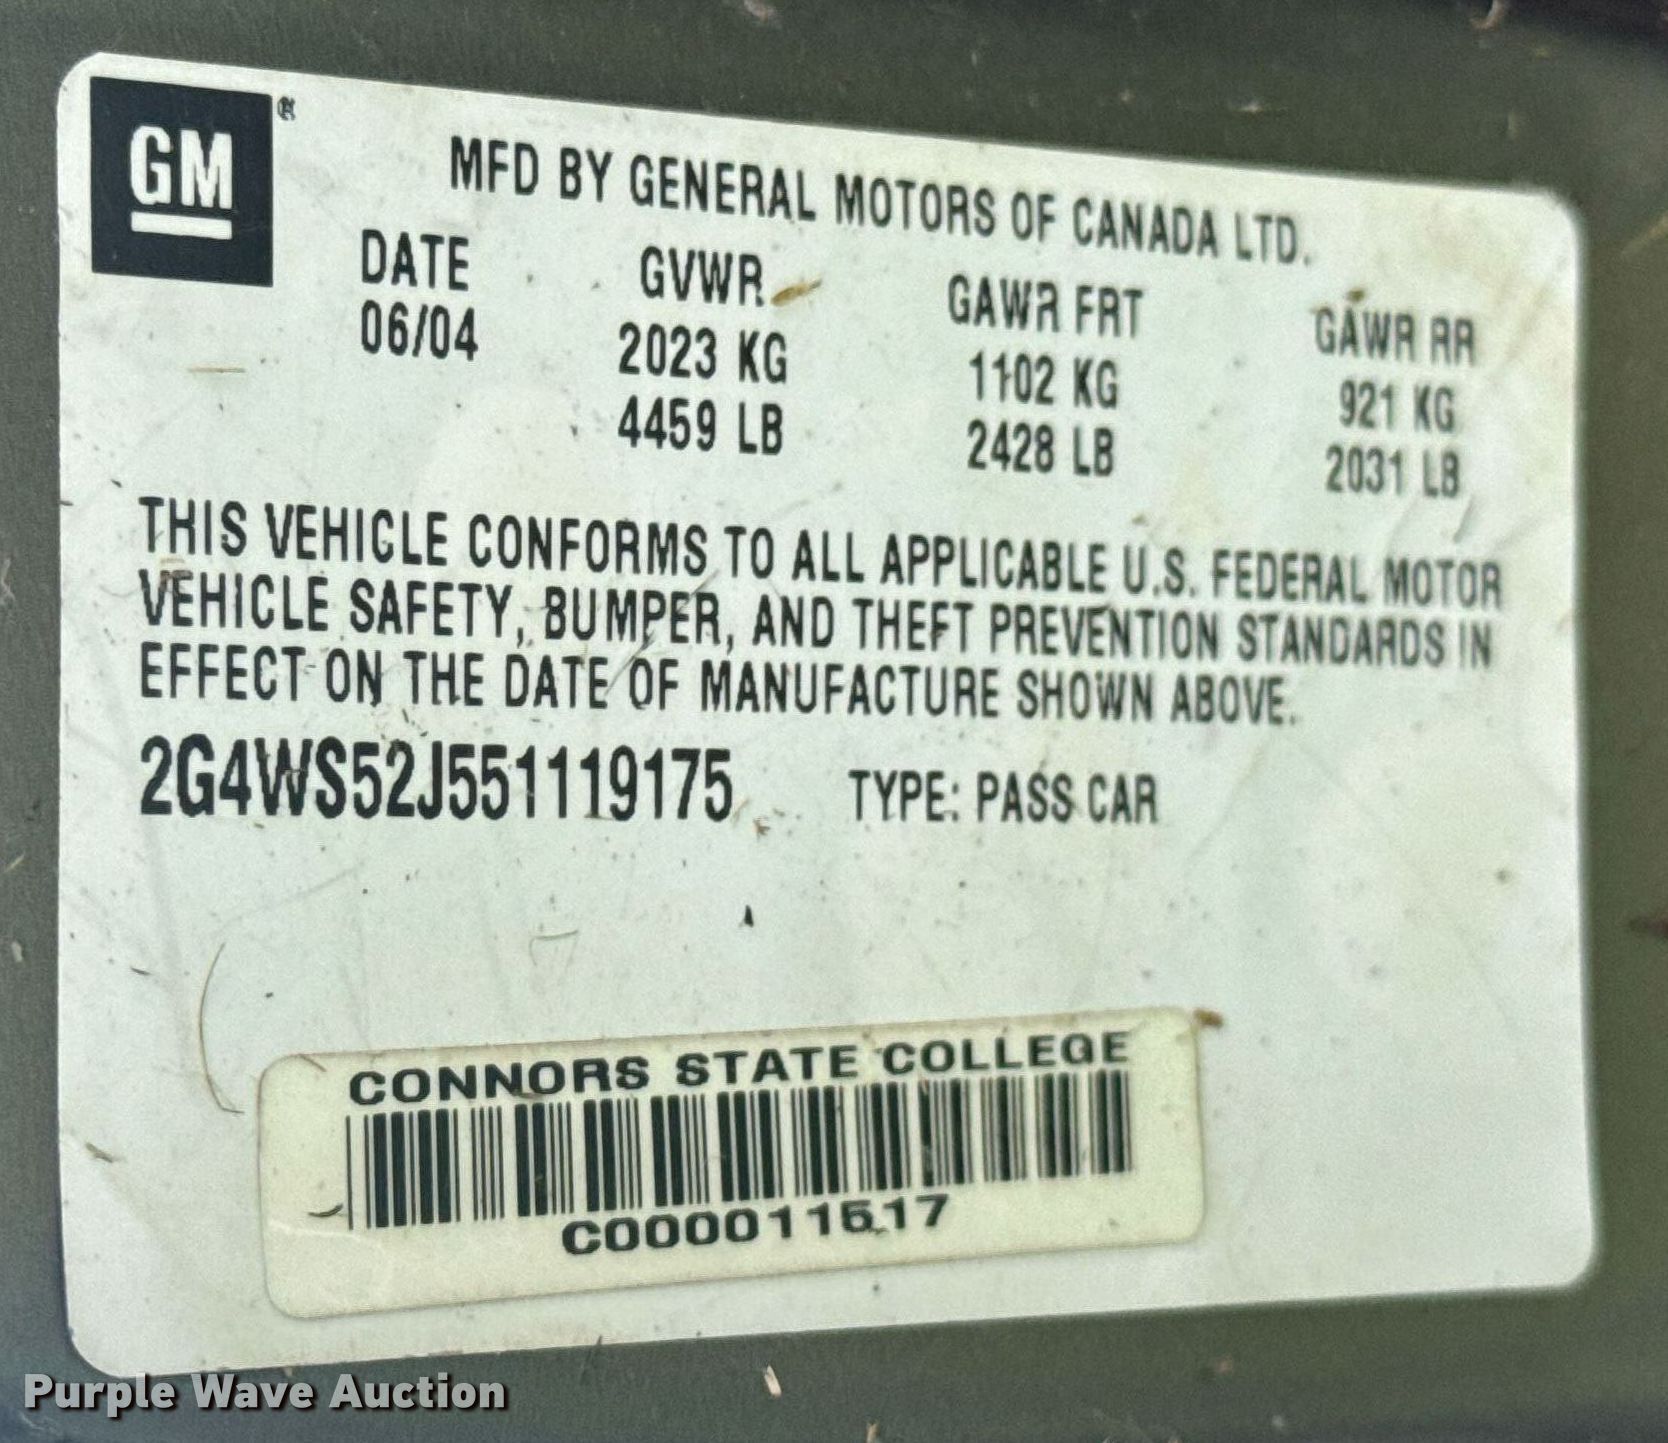 GM ®
MFD BY GENERAL MOTORS OF CANADA LTD.
DATE GVWR GAWR FRT GAWR RR
06/04 2023 KG 1102 KG 921 KG
4459 LB 2428 LB 2031 LB
THIS VEHICLE CONFORMS TO ALL APPLICABLE U.S. FEDERAL MOTOR
VEHICLE SAFETY, BUMPER, AND THEFT PREVENTION STANDARDS IN
EFFECT ON THE DATE OF MANUFACTURE SHOWN ABOVE.
2G4WS52J551119175 TYPE: PASS CAR
CONNORS STATE COLLEGE
C000011517
Purple Wave Auction